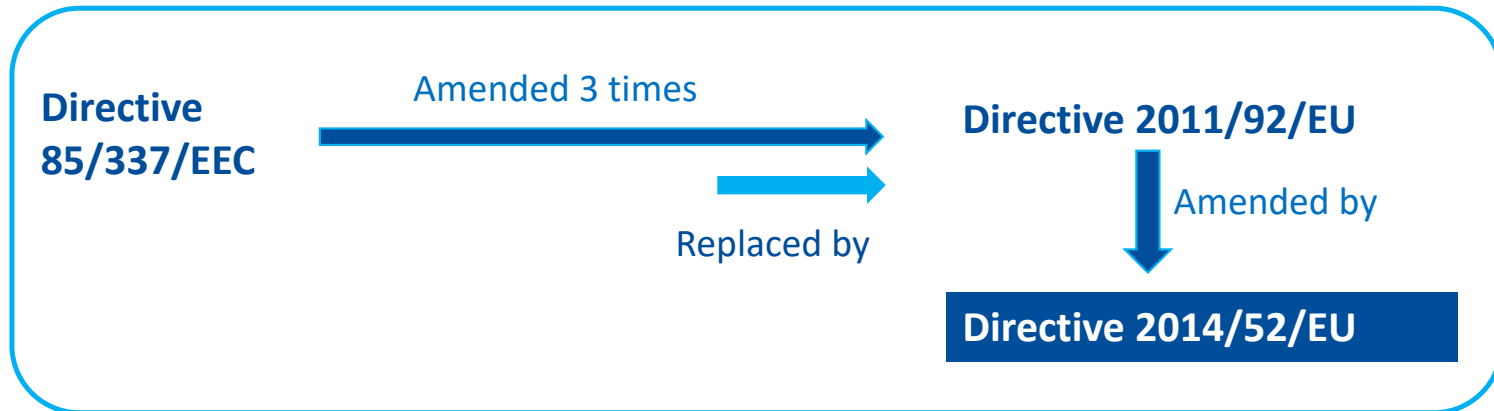 Directive
85/337/EEC
Amended 3 times
Replaced by
Directive 2011/92/EU
Amended by
Directive 2014/52/EU